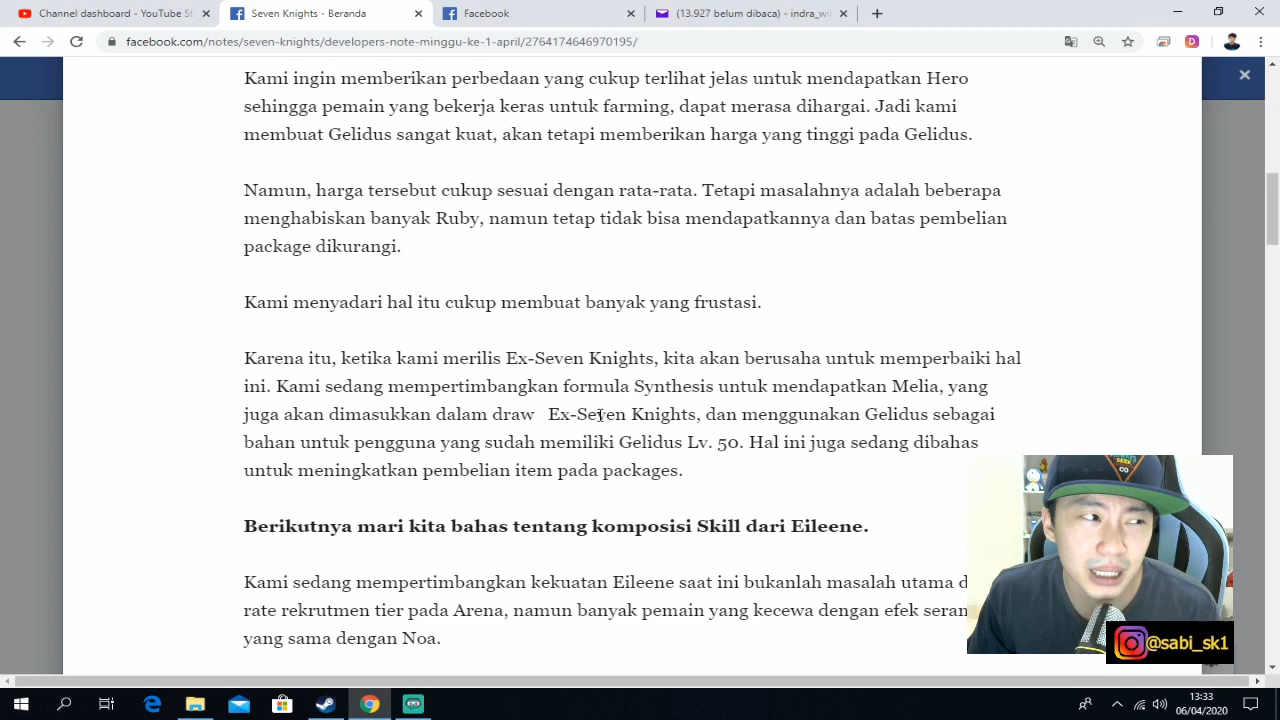 Channel dashboard - YouTube St
Seven Knights - Beranda
Facebook
(13.927 belum dibaca) - indra_wi
facebook.com/notes/seven-knights/developers-note-minggu-ke-1-april/2764174646970195/
Kami ingin memberikan perbedaan yang cukup terlihat jelas untuk mendapatkan Hero
sehingga pemain yang bekerja keras untuk farming, dapat merasa dihargai. Jadi kami
membuat Gelidus sangat kuat, akan tetapi memberikan harga yang tinggi pada Gelidus.
Namun, harga tersebut cukup sesuai dengan rata-rata. Tetapi masalahnya adalah beberapa
menghabiskan banyak Ruby, namun tetap tidak bisa mendapatkannya dan batas pembelian
package dikurangi.
Kami menyadari hal itu cukup membuat banyak yang frustasi.
Karena itu, ketika kami merilis Ex-Seven Knights, kita akan berusaha untuk memperbaiki hal
ini. Kami sedang mempertimbangkan formula Synthesis untuk mendapatkan Melia, yang
juga akan dimasukkan dalam draw Ex-Seven Knights, dan menggunakan Gelidus sebagai
bahan untuk pengguna yang sudah memiliki Gelidus Lv. 50. Hal ini juga sedang dibahas
untuk meningkatkan pembelian item pada packages.
Berikutnya mari kita bahas tentang komposisi Skill dari Eileene.
Kami sedang mempertimbangkan kekuatan Eileene saat ini bukanlah masalah utama d
rate rekrutmen tier pada Arena, namun banyak pemain yang kecewa dengan efek seran
yang sama dengan Noa.
@sabi_sk1
13:33
06/04/2020